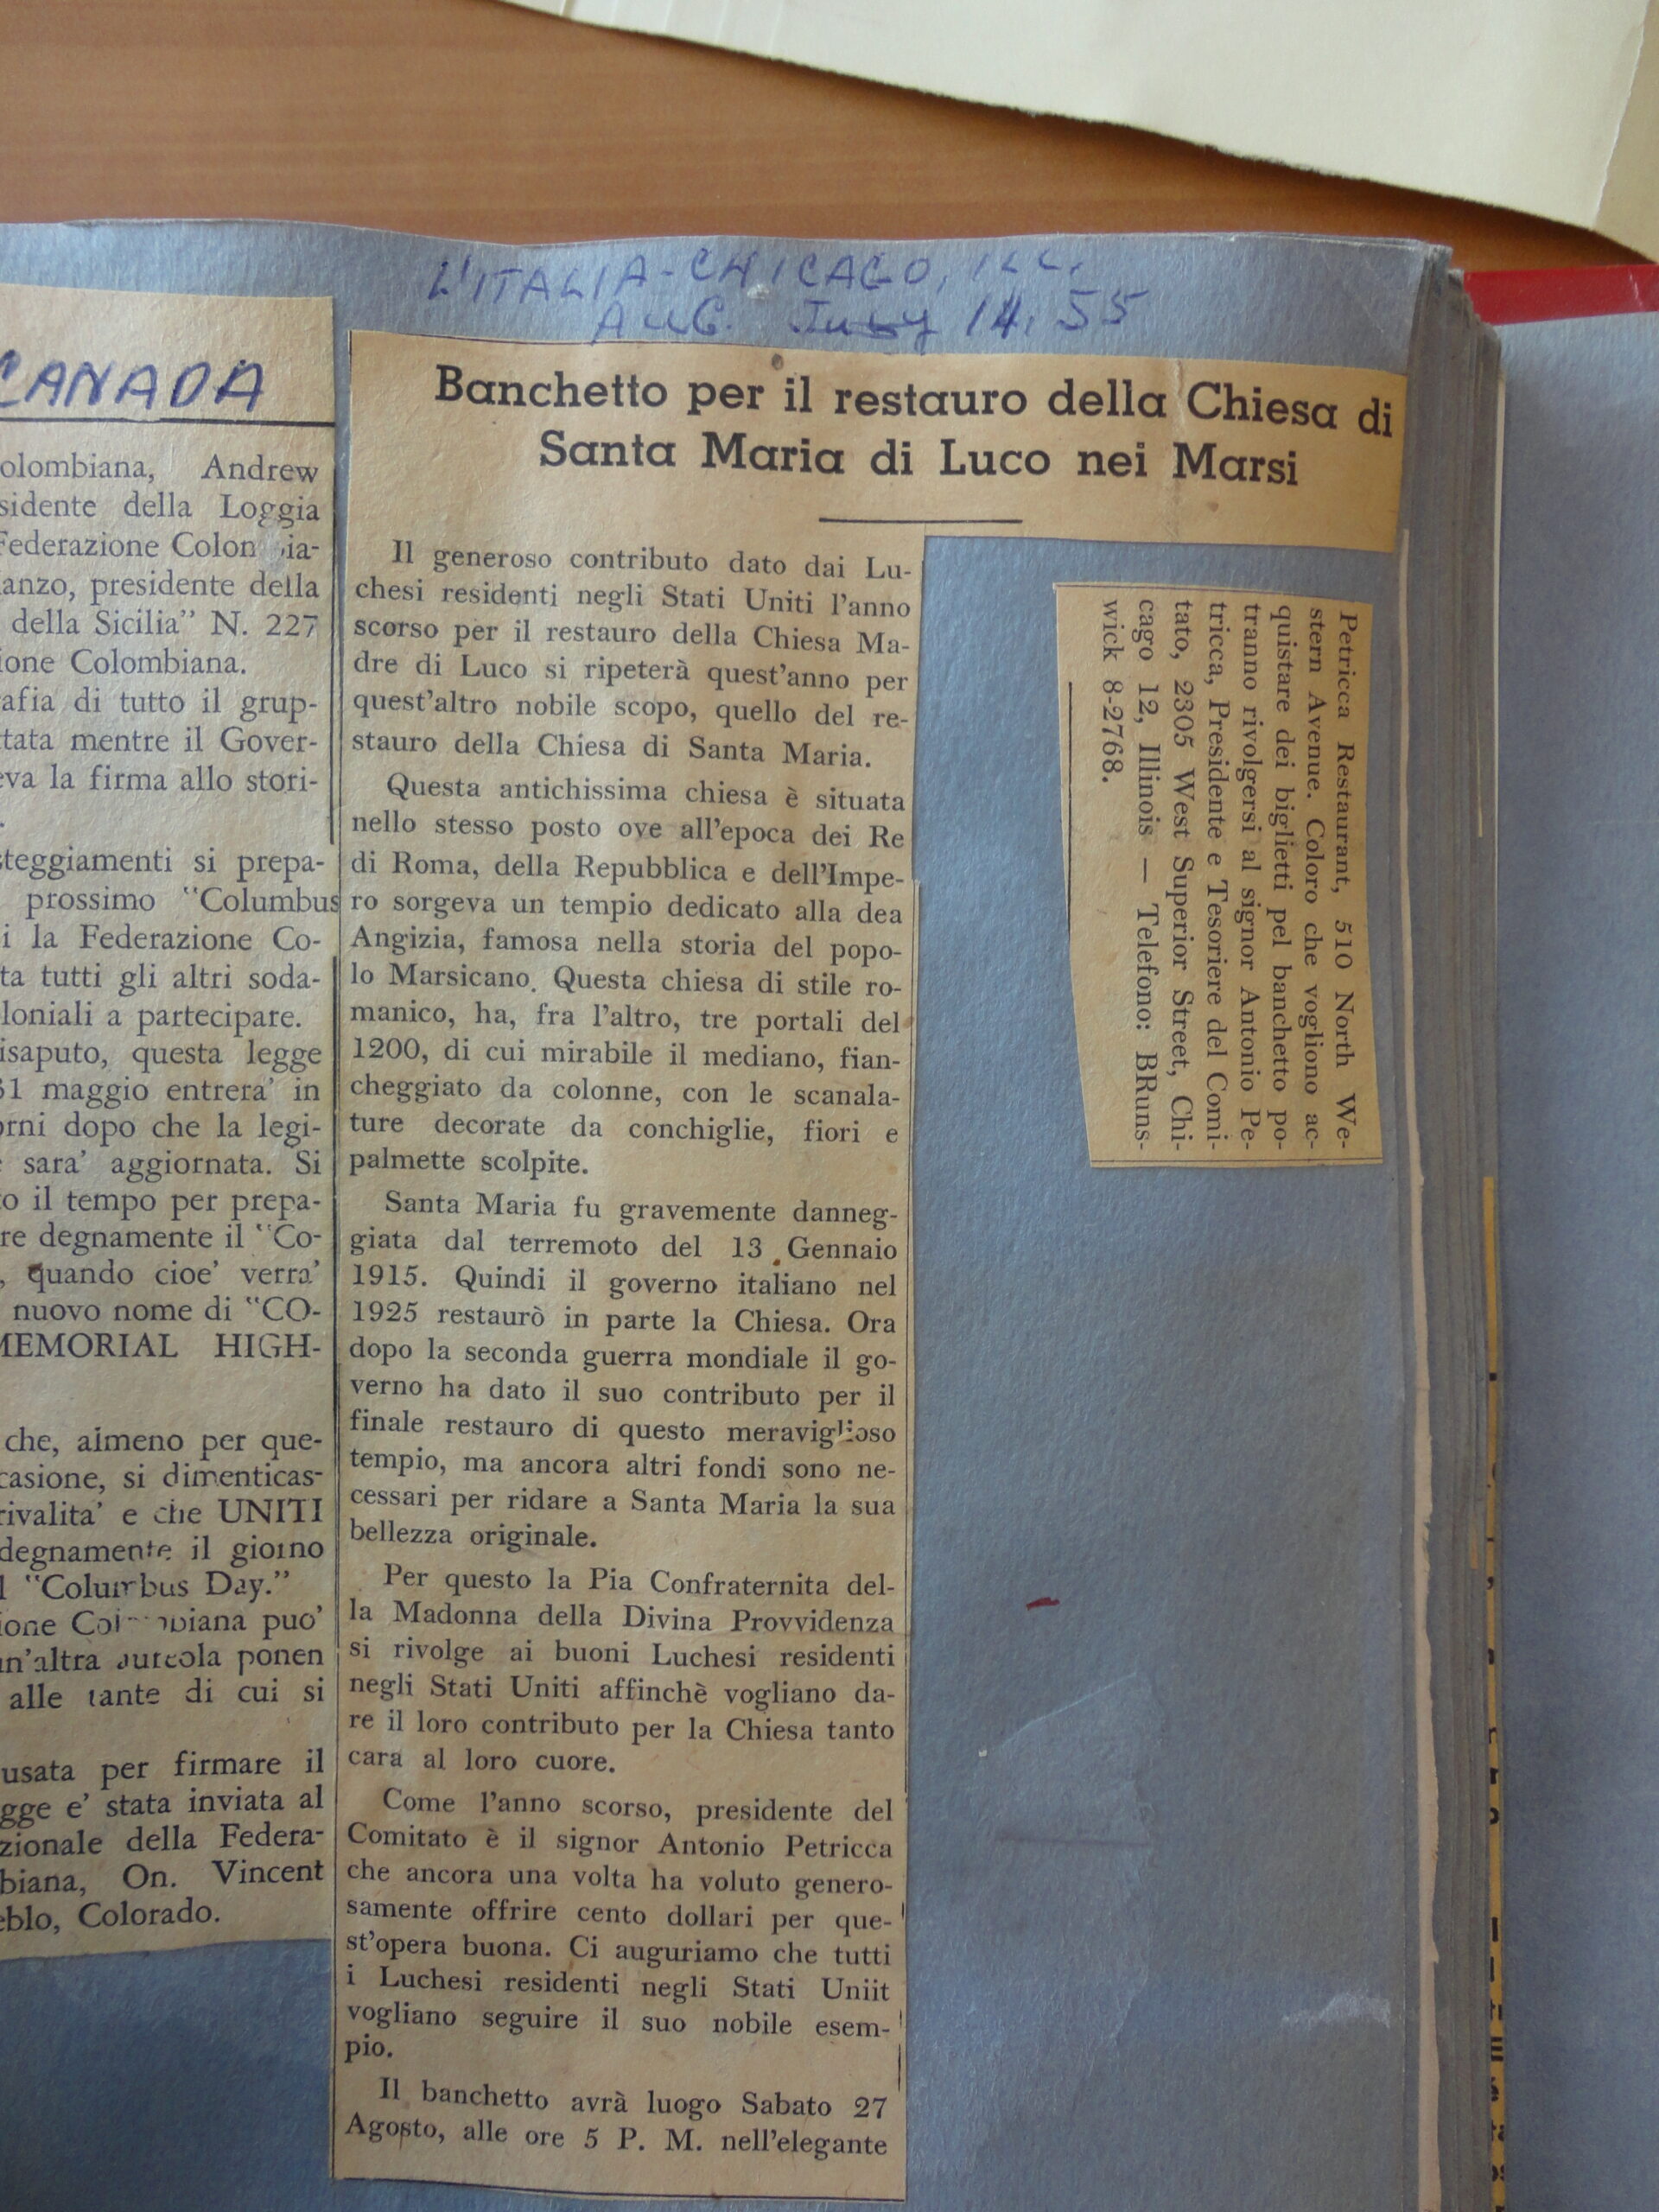 L'ITALIA - CHICAGO, ILL.
AUG. July 14, 55
CANADA
olombiana, Andrew
sidente della Loggia
Federazione Colon ia-
anzo, presidente della
della Sicilia" N. 227
ione Colombiana.
afia di tutto il grup-
tata mentre il Gover-
eva la firma allo stori-
steggiamenti si prepa-
prossimo "Columbus
i la Federazione Co-
ta tutti gli altri soda-
loniali a partecipare.
isaputo, questa legge
31 maggio entrera' in
orni dopo che la legi-
sara' aggiornata. Si
o il tempo per prepa-
re degnamente il "Co-
, quando cioe' verra'
nuovo nome di "CO-
MEMORIAL HIGH-
che, almeno per que-
casione, si dimenticas-
rivalita' e che UNITI
degnamente il giorno
l "Columbus Day."
ione Col biana puo'
un'altra aureola ponen
alle tante di cui si
usata per firmare il
gge e' stata inviata al
zionale della Federa-
biana, On. Vincent
eblo, Colorado.
Banchetto per il restauro della Chiesa di
Santa Maria di Luco nei Marsi
Il generoso contributo dato dai Lu-
chesi residenti negli Stati Uniti l'anno
scorso per il restauro della Chiesa Ma-
dre di Luco si ripeterà quest'anno per
quest'altro nobile scopo, quello del re-
stauro della Chiesa di Santa Maria.
Questa antichissima chiesa è situata
nello stesso posto ove all'epoca dei Re
di Roma, della Repubblica e dell'Impe-
ro sorgeva un tempio dedicato alla dea
Angizia, famosa nella storia del popo-
lo Marsicano. Questa chiesa di stile ro-
manico, ha, fra l'altro, tre portali del
1200, di cui mirabile il mediano, fian-
cheggiato da colonne, con le scanala-
ture decorate da conchiglie, fiori e
palmette scolpite.
Santa Maria fu gravemente danneg-
giata dal terremoto del 13 Gennaio
1915. Quindi il governo italiano nel
1925 restaurò in parte la Chiesa. Ora
dopo la seconda guerra mondiale il go-
verno ha dato il suo contributo per il
finale restauro di questo meraviglioso
tempio, ma ancora altri fondi sono ne-
cessari per ridare a Santa Maria la sua
bellezza originale.
Per questo la Pia Confraternita del-
la Madonna della Divina Provvidenza
si rivolge ai buoni Luchesi residenti
negli Stati Uniti affinchè vogliano da-
re il loro contributo per la Chiesa tanto
cara al loro cuore.
Come l'anno scorso, presidente del
Comitato è il signor Antonio Petricca
che ancora una volta ha voluto genero-
samente offrire cento dollari per que-
st'opera buona. Ci auguriamo che tutti
i Luchesi residenti negli Stati Uniit
vogliano seguire il suo nobile esem-
pio.
Il banchetto avrà luogo Sabato 27
Agosto, alle ore 5 P. M. nell'elegante
Petricca Restaurant, 510 North We-
stern Avenue. Coloro che vogliono ac-
quistare dei biglietti pel banchetto po-
tranno rivolgersi al signor Antonio Pe-
tricca, Presidente e Tesoriere del Comi-
tato, 2305 West Superior Street, Chi-
cago 12, Illinois — Telefono: BRuns-
wick 8-2768.